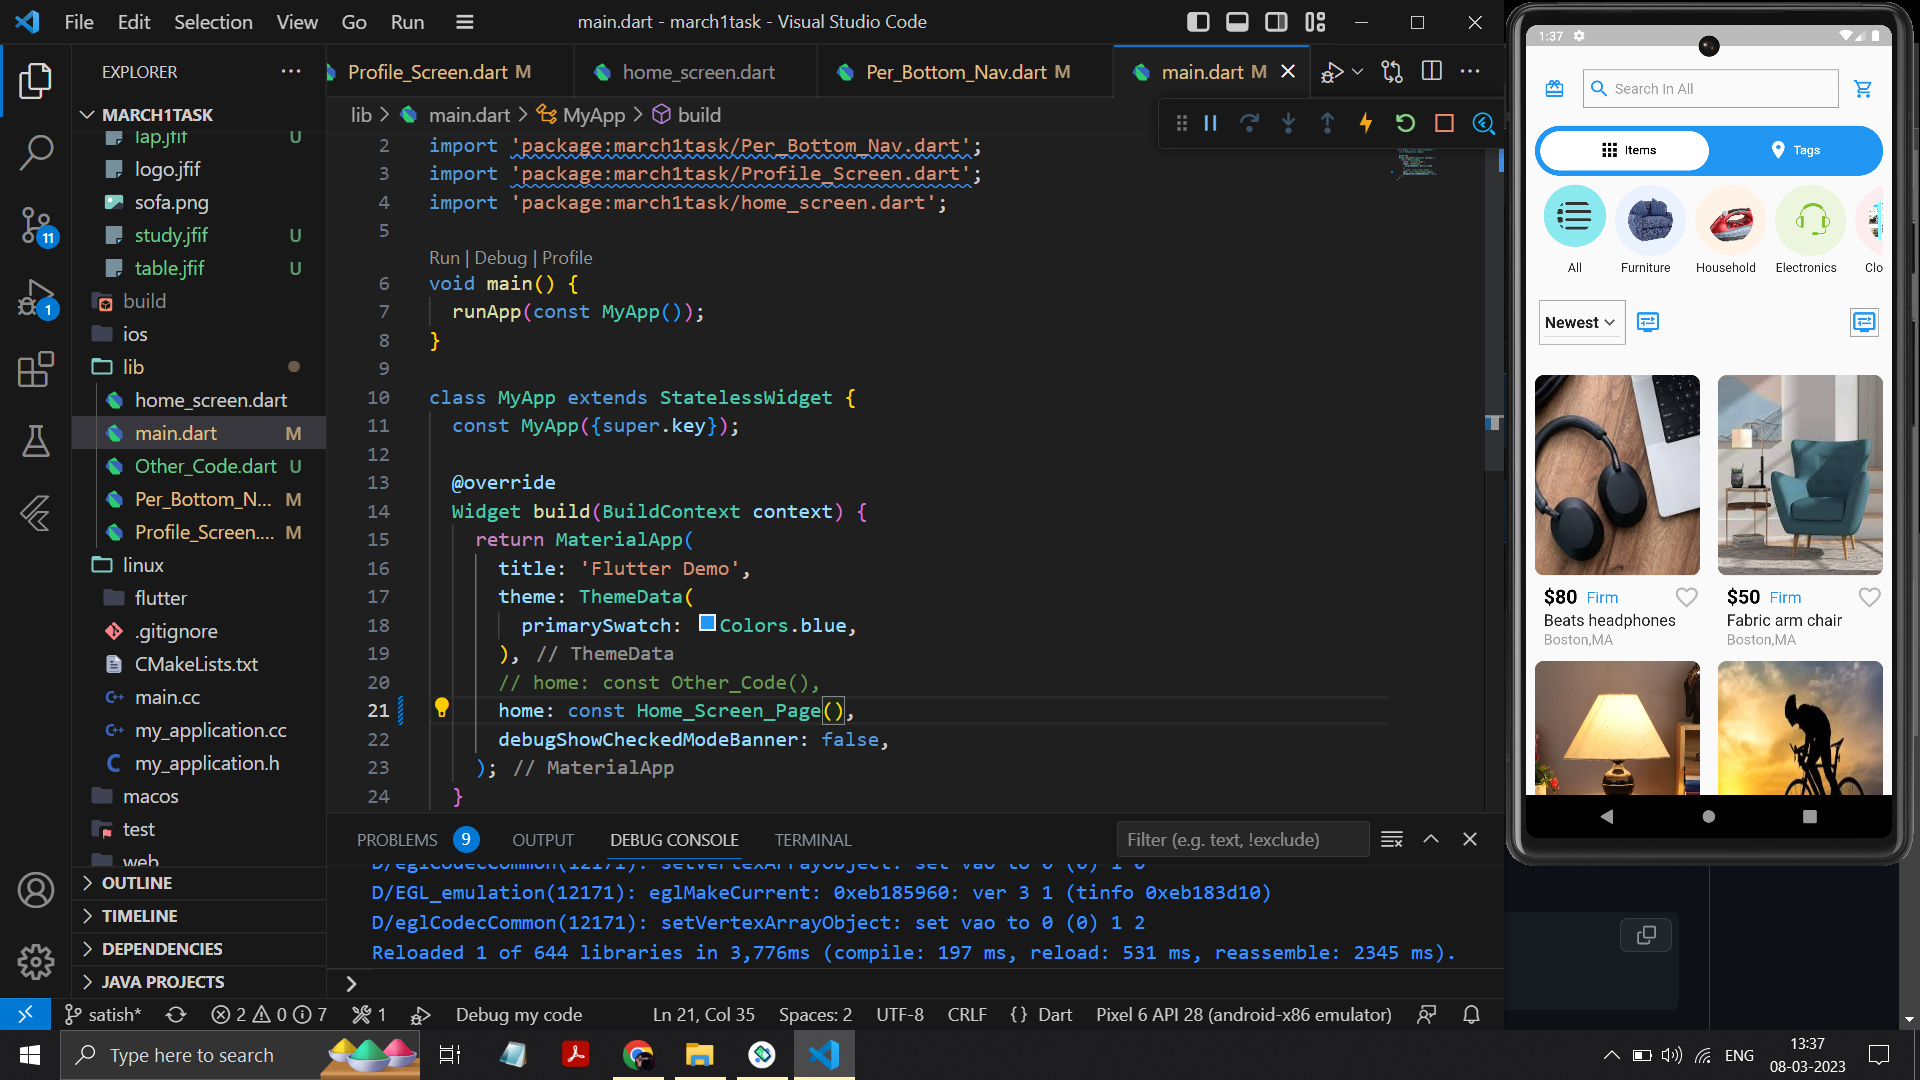 File Edit Selection View Go Run
main.dart - march1task - Visual Studio Code
EXPLORER
MARCH1TASK
lap.jfif U
logo.jfif
sofa.png
study.jfif U
table.jfif U
build
ios
lib
home_screen.dart
main.dart M
Other_Code.dart U
Per_Bottom_N... M
Profile_Screen.... M
linux
flutter
.gitignore
CMakeLists.txt
main.cc
my_application.cc
my_application.h
macos
test
web
OUTLINE
TIMELINE
DEPENDENCIES
JAVA PROJECTS
11
1
Profile_Screen.dart M
home_screen.dart
Per_Bottom_Nav.dart M
main.dart M
lib > main.dart > MyApp > build
2 import 'package:march1task/Per_Bottom_Nav.dart';
3 import 'package:march1task/Profile_Screen.dart';
4 import 'package:march1task/home_screen.dart';
5
Run | Debug | Profile
6 void main() {
7 runApp(const MyApp());
8 }
9
10 class MyApp extends StatelessWidget {
11 const MyApp({super.key});
12
13 @override
14 Widget build(BuildContext context) {
15 return MaterialApp(
16 title: 'Flutter Demo',
17 theme: ThemeData(
18 primarySwatch: Colors.blue,
19 ), // ThemeData
20 // home: const Other_Code(),
21 home: const Home_Screen_Page(),
22 debugShowCheckedModeBanner: false,
23 ); // MaterialApp
24 }
PROBLEMS 9 OUTPUT DEBUG CONSOLE TERMINAL
Filter (e.g. text, !exclude)
D/eglCodecCommon(12171): setVertexArrayObject: set vao to 0 (0) 1 0
D/EGL_emulation(12171): eglMakeCurrent: 0xeb185960: ver 3 1 (tinfo 0xeb183d10)
D/eglCodecCommon(12171): setVertexArrayObject: set vao to 0 (0) 1 2
Reloaded 1 of 644 libraries in 3,776ms (compile: 197 ms, reload: 531 ms, reassemble: 2345 ms).
satish* 2 0 7 1 Debug my code Ln 21, Col 35 Spaces: 2 UTF-8 CRLF {} Dart Pixel 6 API 28 (android-x86 emulator)
Type here to search
ENG
13:37
08-03-2023
1:37
Search In All
Items
Tags
All
Furniture
Household
Electronics
Clo
Newest
$80 Firm
Beats headphones
Boston,MA
$50 Firm
Fabric arm chair
Boston,MA